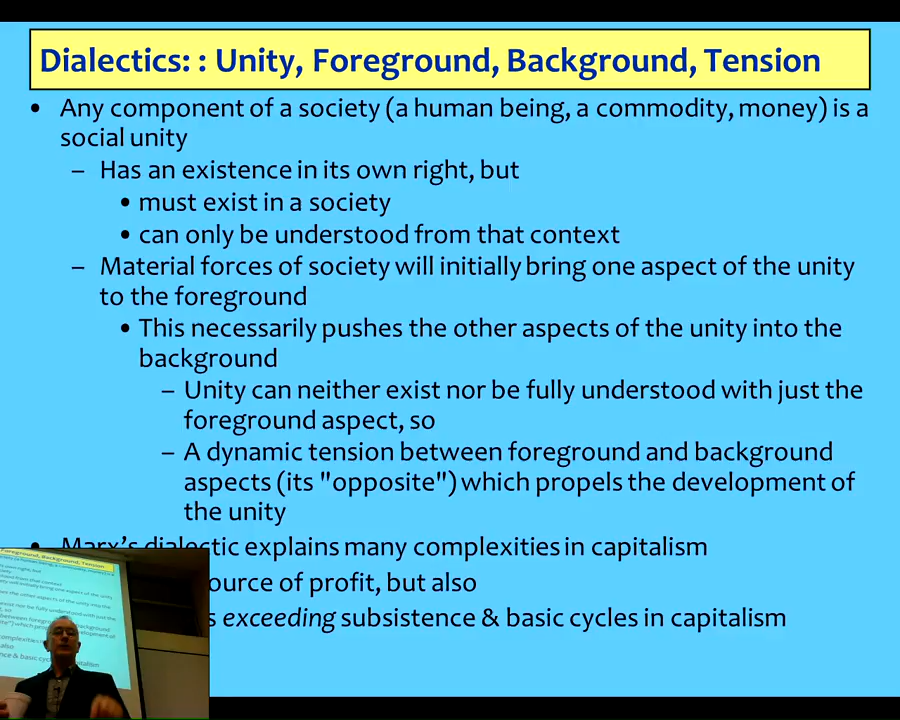 Dialectics: : Unity, Foreground, Background, Tension
• Any component of a society (a human being, a commodity, money) is a
social unity
– Has an existence in its own right, but
• must exist in a society
• can only be understood from that context
– Material forces of society will initially bring one aspect of the unity
to the foreground
• This necessarily pushes the other aspects of the unity into the
background
– Unity can neither exist nor be fully understood with just the
foreground aspect, so
– A dynamic tension between foreground and background
aspects (its "opposite") which propels the development of
the unity
• Marx's dialectic explains many complexities in capitalism
ource of profit, but also
s exceeding subsistence & basic cycles in capitalism